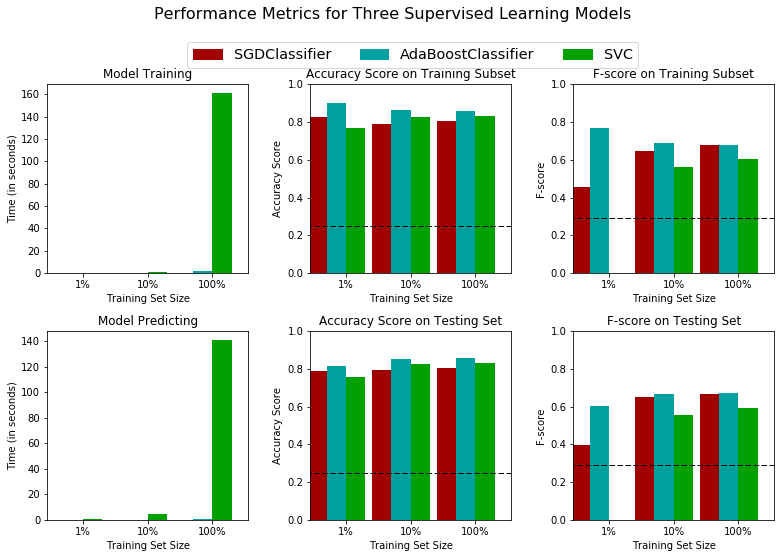 Performance Metrics for Three Supervised Learning Models
SGDClassifier AdaBoostClassifier SVC
Model Training
Time (in seconds)
160
140
120
100
80
60
40
20
0
1% 10% 100%
Training Set Size
Accuracy Score on Training Subset
Accuracy Score
1.0
0.8
0.6
0.4
0.2
0.0
1% 10% 100%
Training Set Size
F-score on Training Subset
F-score
1.0
0.8
0.6
0.4
0.2
0.0
1% 10% 100%
Training Set Size
Model Predicting
Time (in seconds)
140
120
100
80
60
40
20
0
1% 10% 100%
Training Set Size
Accuracy Score on Testing Set
Accuracy Score
1.0
0.8
0.6
0.4
0.2
0.0
1% 10% 100%
Training Set Size
F-score on Testing Set
F-score
1.0
0.8
0.6
0.4
0.2
0.0
1% 10% 100%
Training Set Size